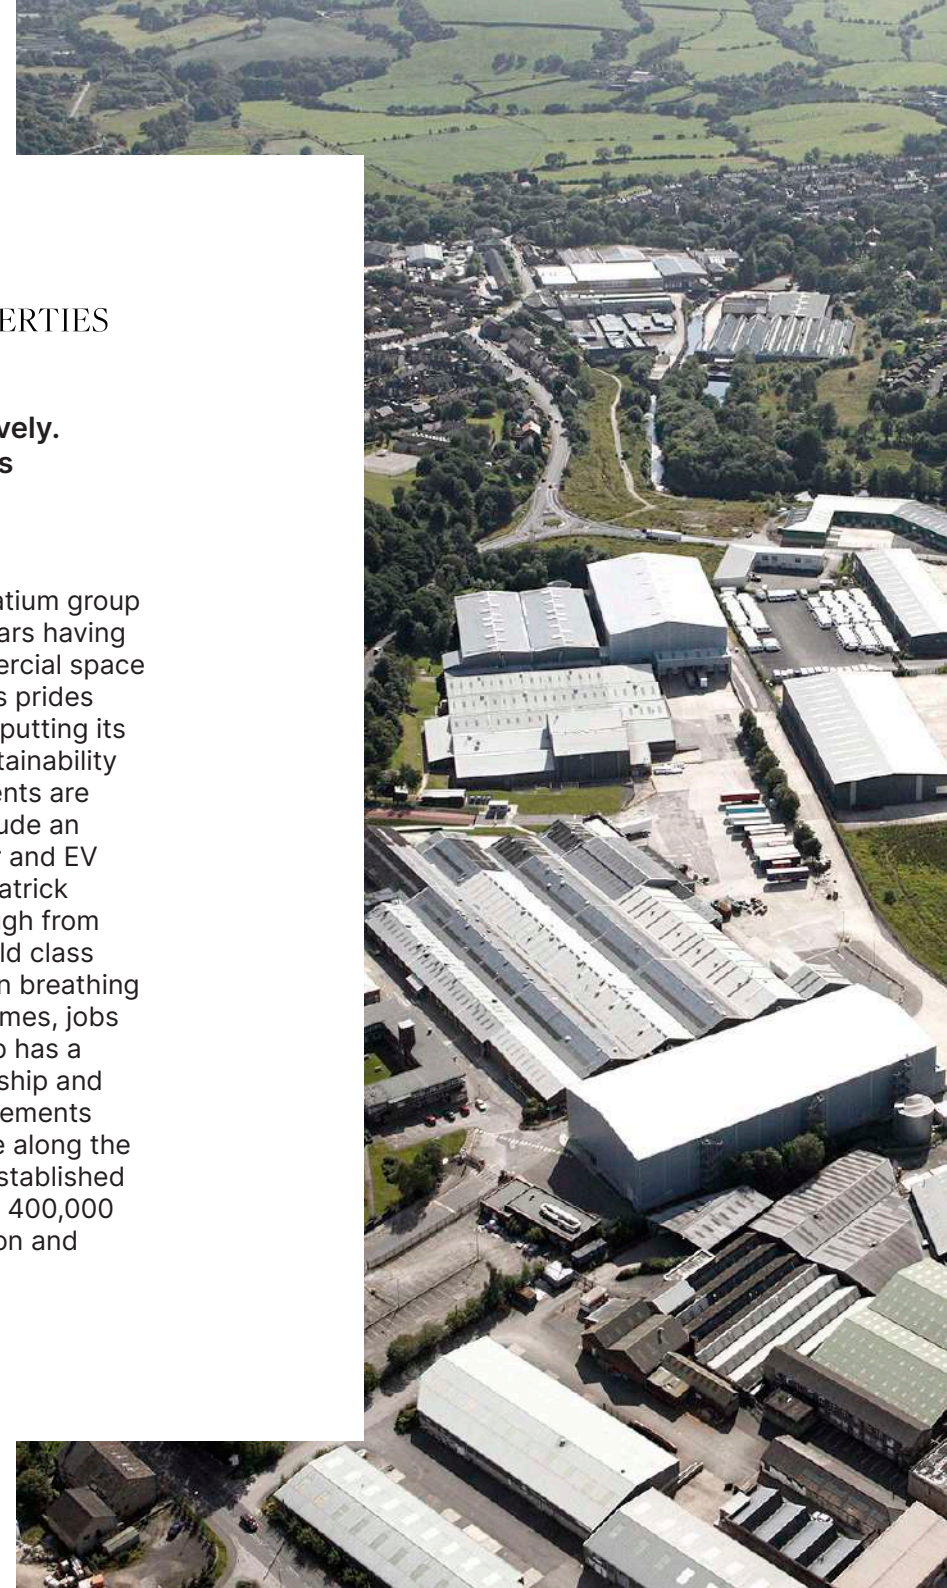 ERTIES
vely.
s
atium group
ars having
ercial space
s prides
putting its
tainability
ents are
ude an
r and EV
atrick
gh from
ld class
n breathing
mes, jobs
p has a
ship and
ements
e along the
stablished
400,000
on and